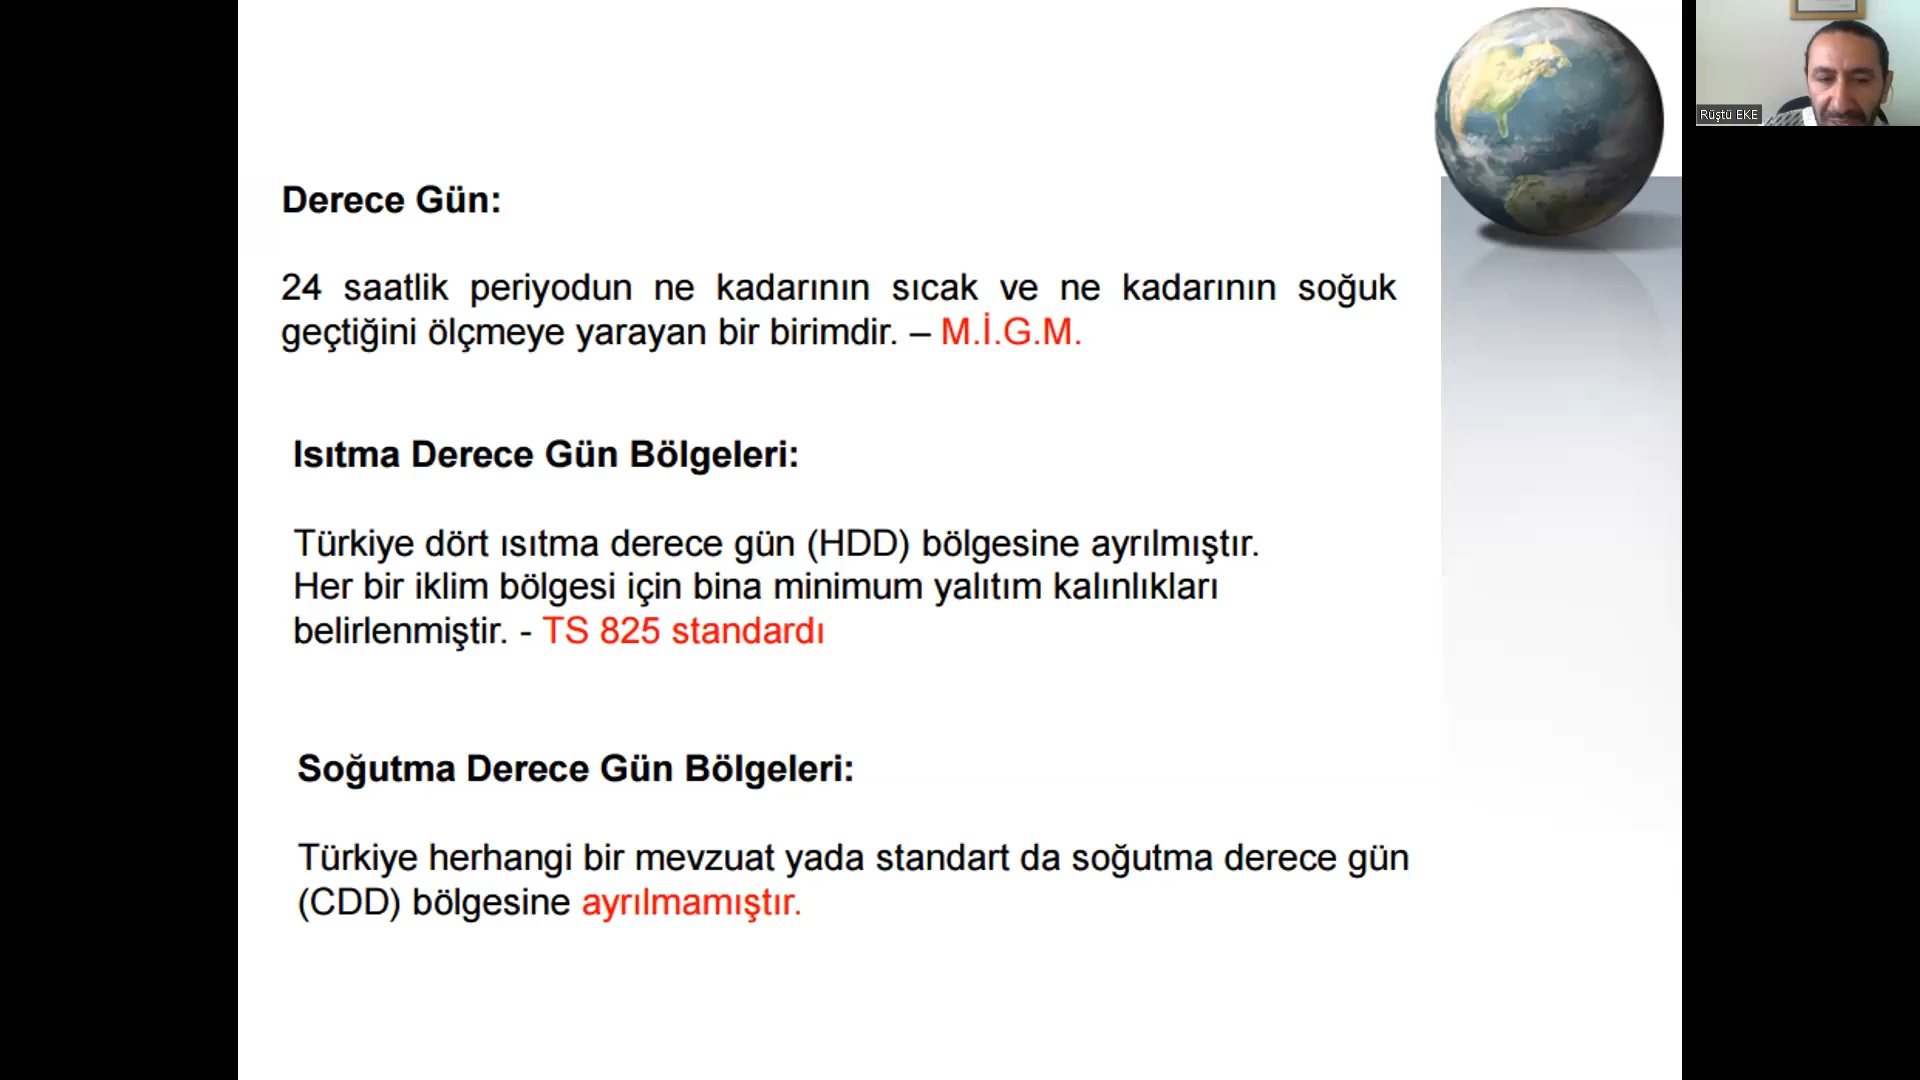 Derece Gün:
24 saatlik periyodun ne kadarının sıcak ve ne kadarının soğuk
geçtiğini ölçmeye yarayan bir birimdir. – M.İ.G.M.
Isıtma Derece Gün Bölgeleri:
Türkiye dört ısıtma derece gün (HDD) bölgesine ayrılmıştır.
Her bir iklim bölgesi için bina minimum yalıtım kalınlıkları
belirlenmiştir. - TS 825 standardı
Soğutma Derece Gün Bölgeleri:
Türkiye herhangi bir mevzuat yada standart da soğutma derece gün
(CDD) bölgesine ayrılmamıştır.
Rüştü EKE